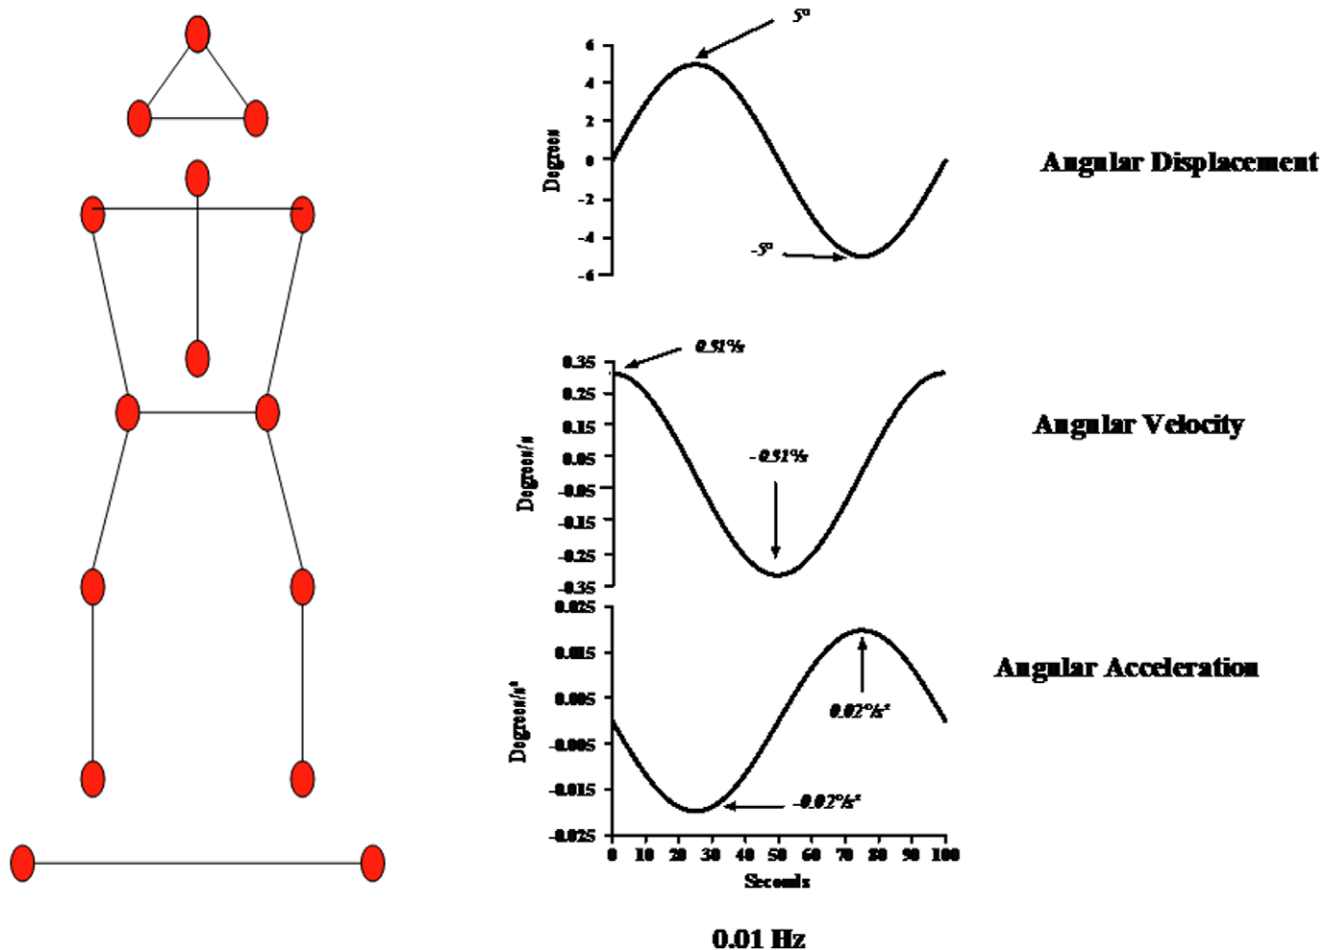 5°
6
4
2
0
-2
-4
-6
Degrees
-5°
Angular Displacement
0.31°/s
0.35
0.25
0.15
0.05
-0.05
-0.15
-0.25
-0.35
Degrees/s
-0.31°/s
Angular Velocity
0.025
0.015
0.005
-0.005
-0.015
-0.025
Degrees/s²
0.02°/s²
-0.02°/s²
Angular Acceleration
0 10 20 30 40 50 60 70 80 90 100
Seconds
0.01 Hz